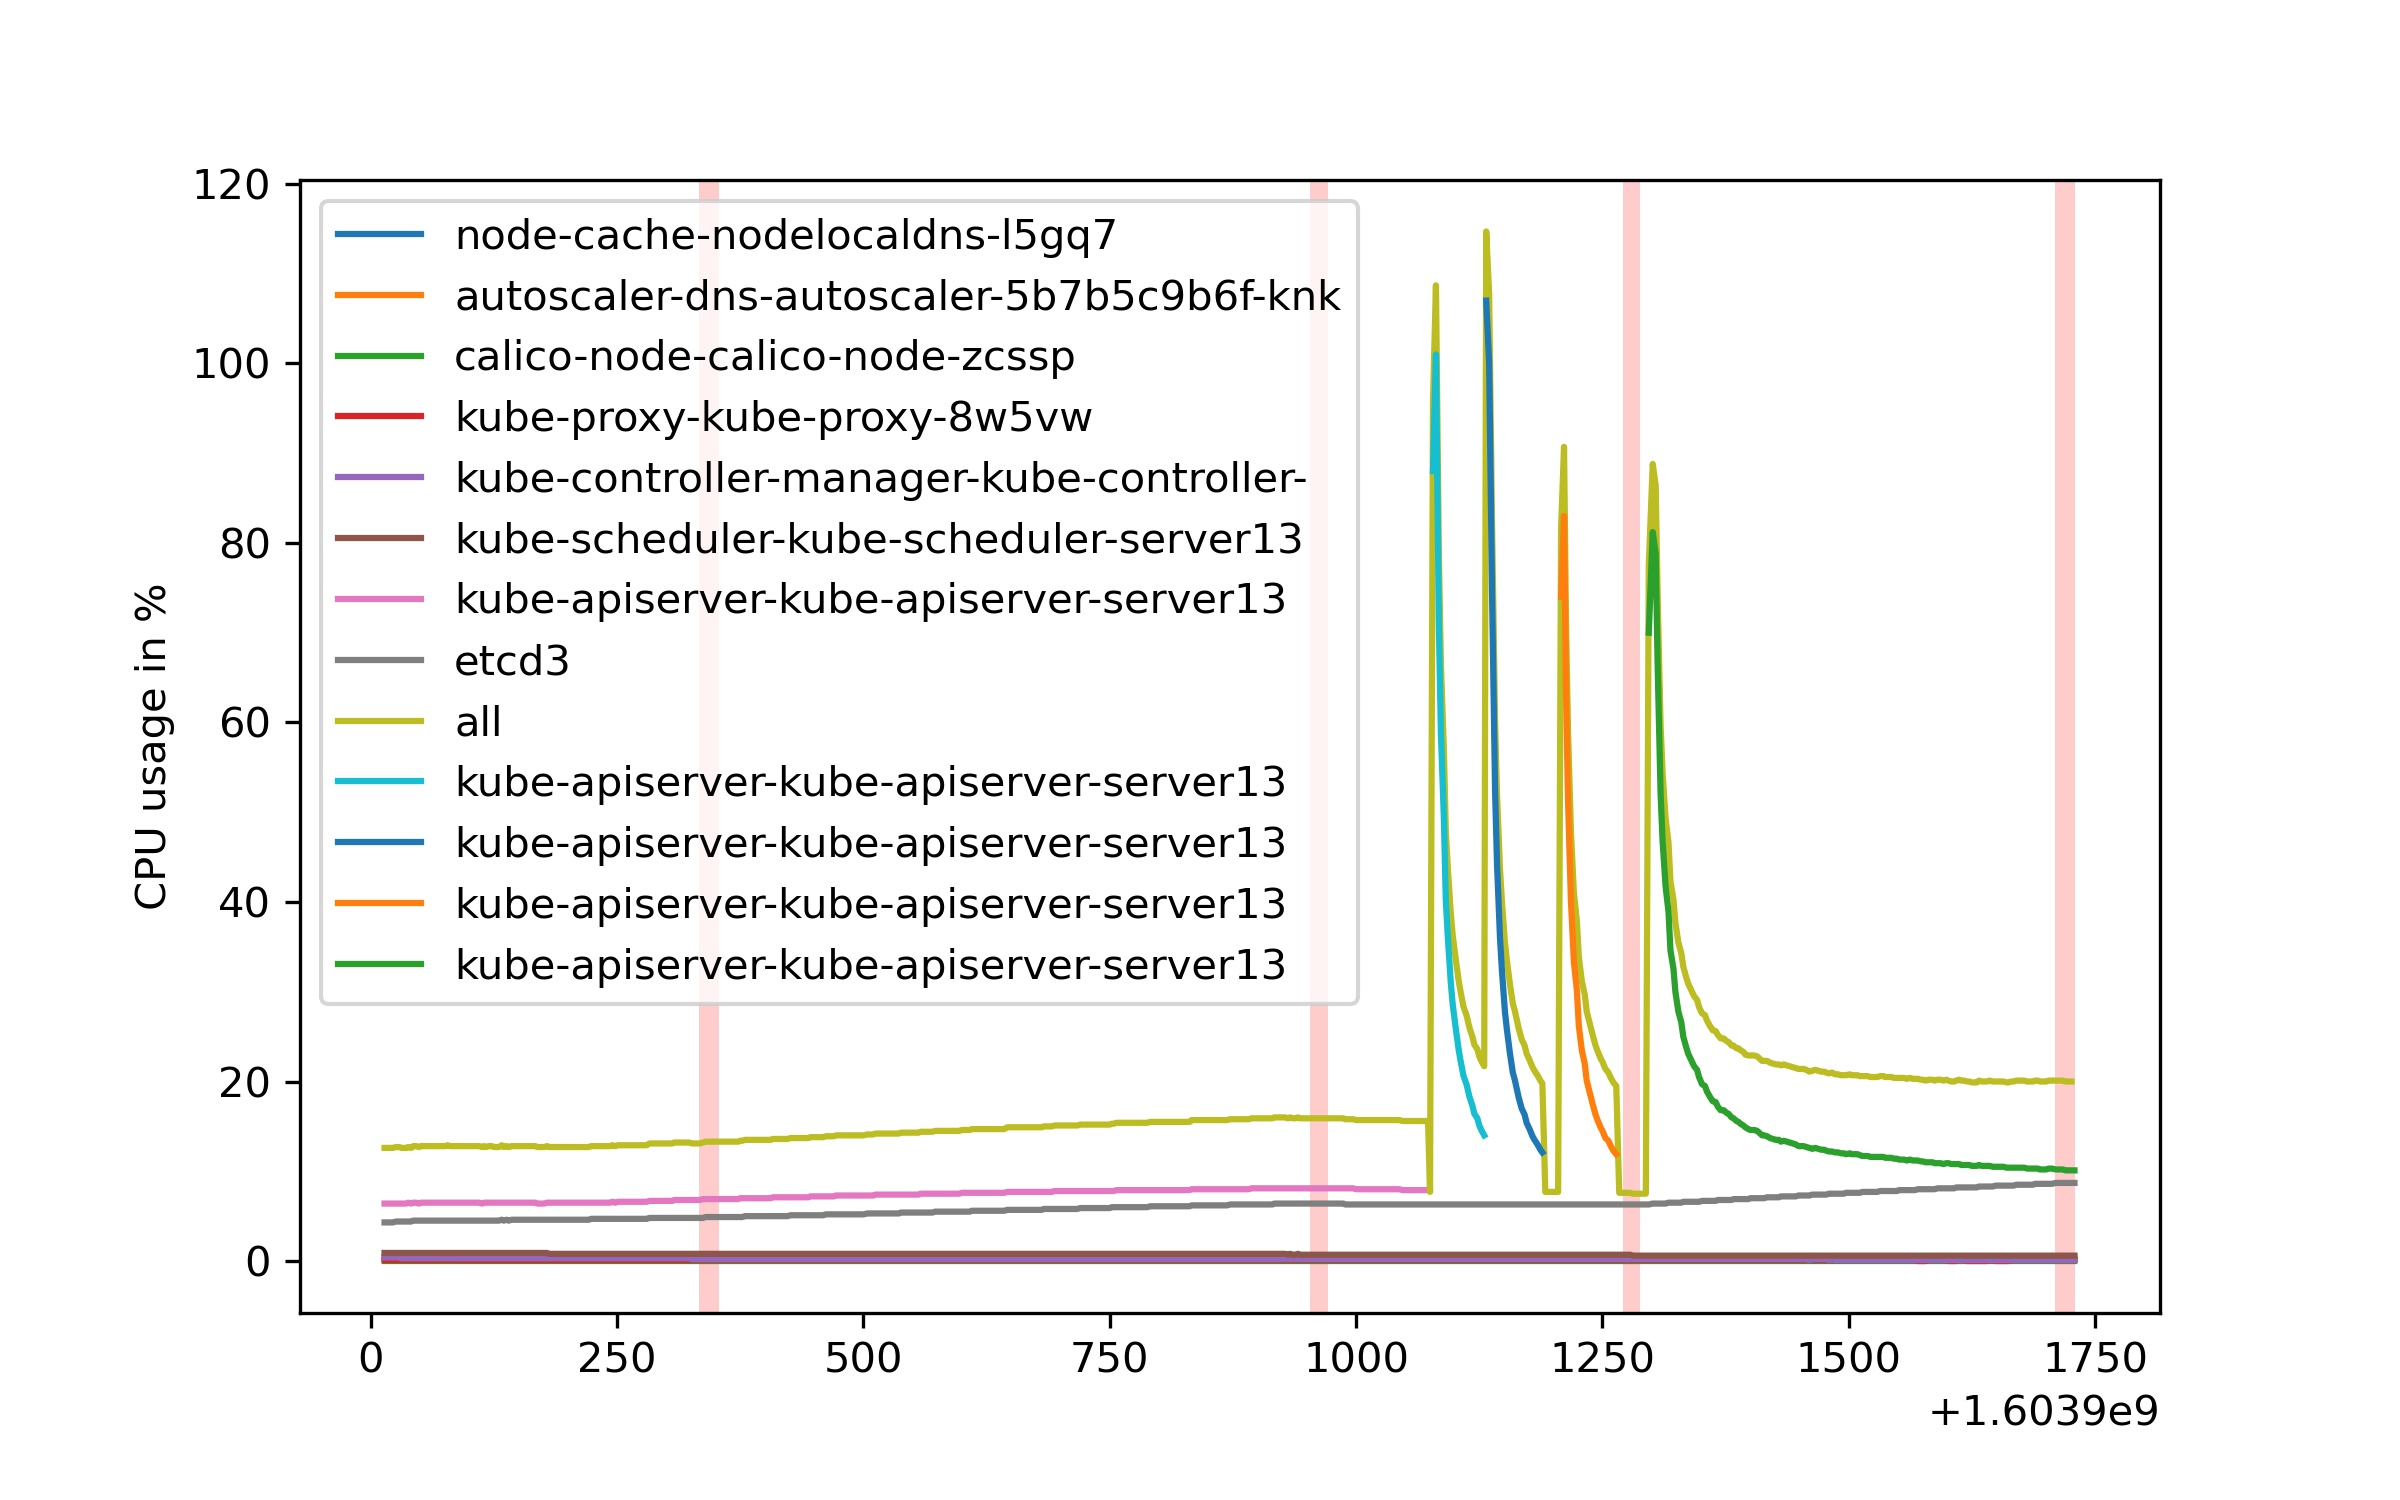 120
100
80
60
40
20
0
CPU usage in %
node-cache-nodelocaldns-l5gq7
autoscaler-dns-autoscaler-5b7b5c9b6f-knk
calico-node-calico-node-zcssp
kube-proxy-kube-proxy-8w5vw
kube-controller-manager-kube-controller-
kube-scheduler-kube-scheduler-server13
kube-apiserver-kube-apiserver-server13
etcd3
all
kube-apiserver-kube-apiserver-server13
kube-apiserver-kube-apiserver-server13
kube-apiserver-kube-apiserver-server13
kube-apiserver-kube-apiserver-server13
0 250 500 750 1000 1250 1500 1750
+1.6039e9